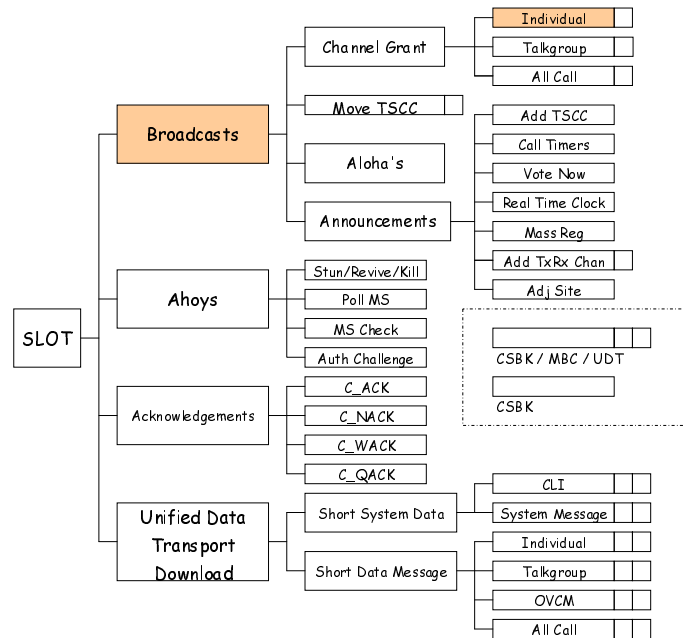 SLOT
Broadcasts
Channel Grant
Individual
Talkgroup
All Call
Move TSCC
Aloha's
Announcements
Add TSCC
Call Timers
Vote Now
Real Time Clock
Mass Reg
Add TxRx Chan
Adj Site
Ahoys
Stun/Revive/Kill
Poll MS
MS Check
Auth Challenge
Acknowledgements
C_ACK
C_NACK
C_WACK
C_QACK
Unified Data
Transport
Download
Short System Data
CLI
System Message
Short Data Message
Individual
Talkgroup
OVCM
All Call
CSBK / MBC / UDT
CSBK